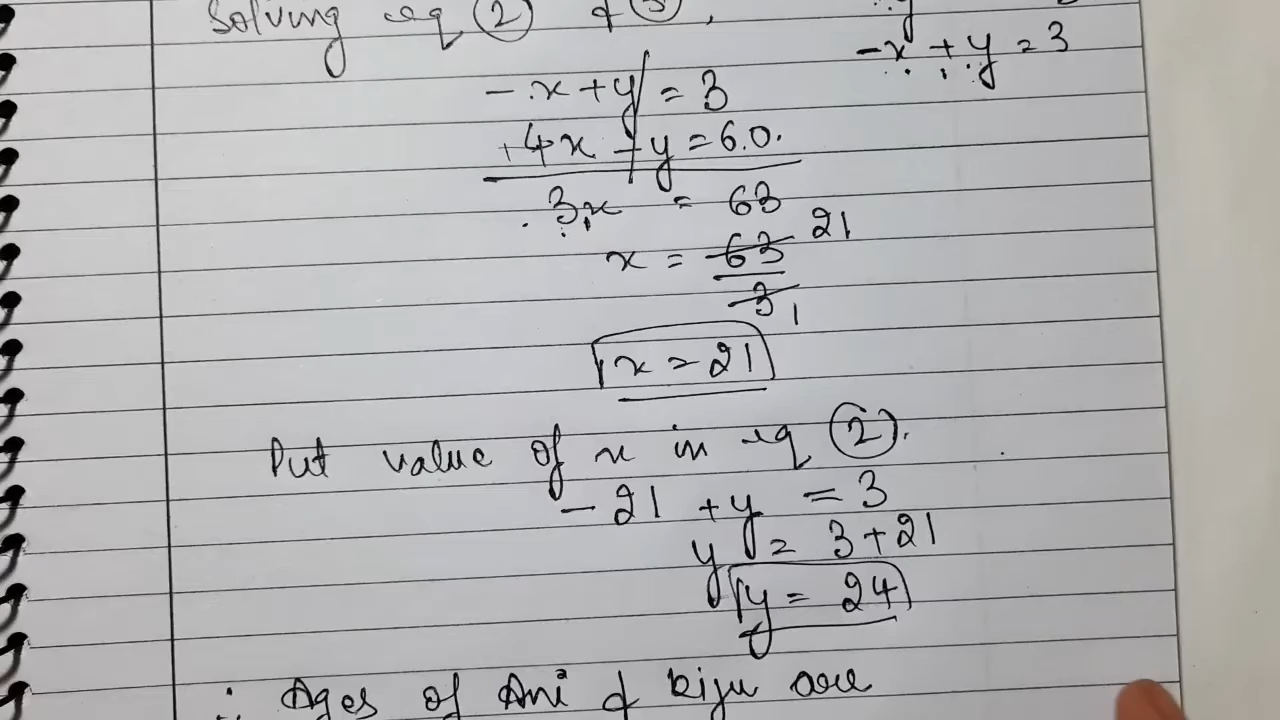 Solving eq (2) & (3),
-x + y = 3
-x + y = 3
+4x - y = 60.
3x = 63
x = 63 21
3 1
x = 21
Put value of x in eq (2).
-21 + y = 3
y = 3+21
y = 24
∴ Ages of Ani & Biju are